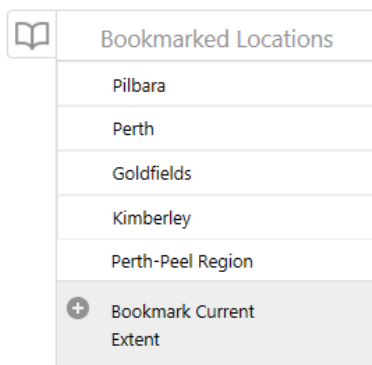 Bookmarked Locations
Pilbara
Perth
Goldfields
Kimberley
Perth-Peel Region
Bookmark Current
Extent